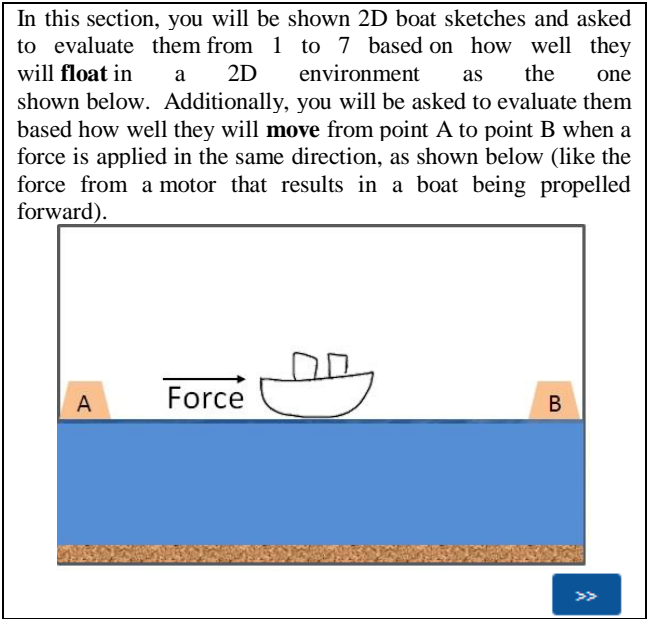 In this section, you will be shown 2D boat sketches and asked
to evaluate them from 1 to 7 based on how well they
will float in a 2D environment as the one
shown below. Additionally, you will be asked to evaluate them
based how well they will move from point A to point B when a
force is applied in the same direction, as shown below (like the
force from a motor that results in a boat being propelled
forward).
A Force B
>>